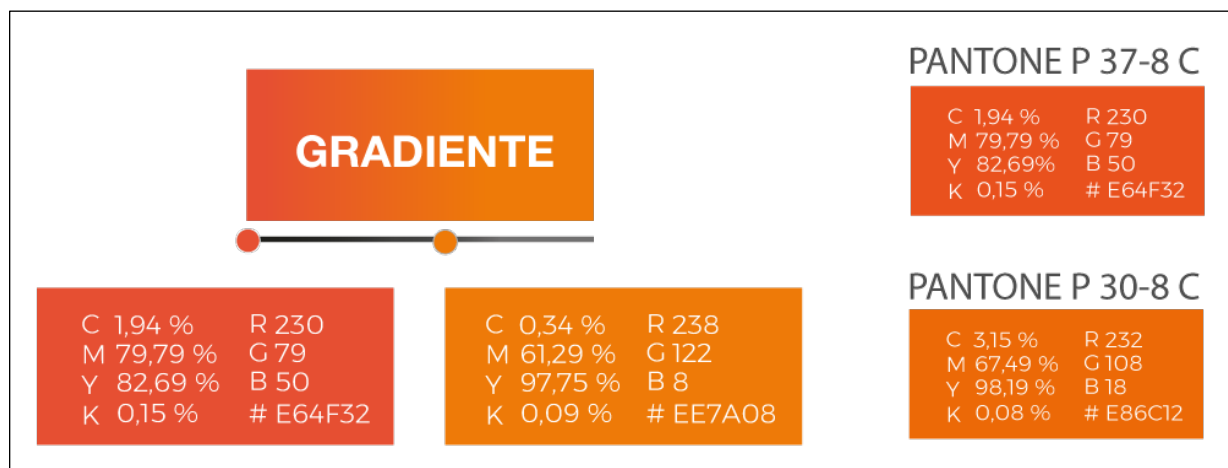 GRADIENTE
C 1,94 % R 230
M 79,79 % G 79
Y 82,69 % B 50
K 0,15 % # E64F32
C 0,34 % R 238
M 61,29 % G 122
Y 97,75 % B 8
K 0,09 % # EE7A08
PANTONE P 37-8 C
C 1,94 % R 230
M 79,79 % G 79
Y 82,69% B 50
K 0,15 % # E64F32
PANTONE P 30-8 C
C 3,15 % R 232
M 67,49 % G 108
Y 98,19 % B 18
K 0,08 % # E86C12